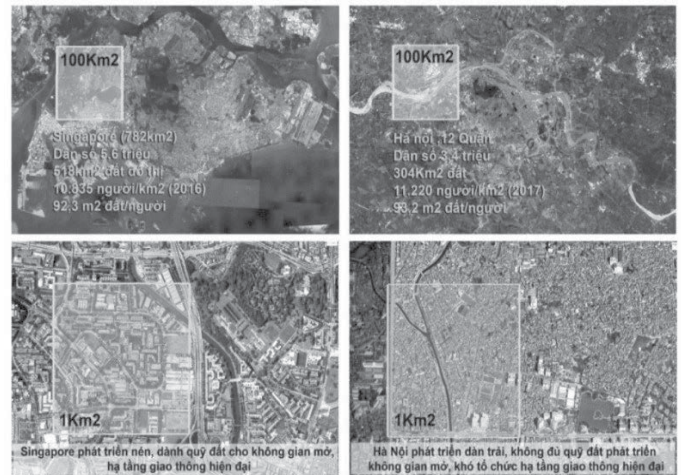 100Km2
Singapore (782km2)
Dân số 5,6 triệu
518km2 đất đô thị
10.835 người/km2 (2016)
92,3 m2 đất/người
100Km2
Hà nội 12 Quận
Dân số 3,4 triệu
304Km2 đất
11.220 người/km2 (2017)
93,2 m2 đất/người
1Km2
Singapore phát triển nén, dành quỹ đất cho không gian mở,
hạ tầng giao thông hiện đại
1Km2
Hà Nội phát triển dàn trải, không đủ quỹ đất phát triển
không gian mở, khó tổ chức hạ tầng giao thông hiện đại